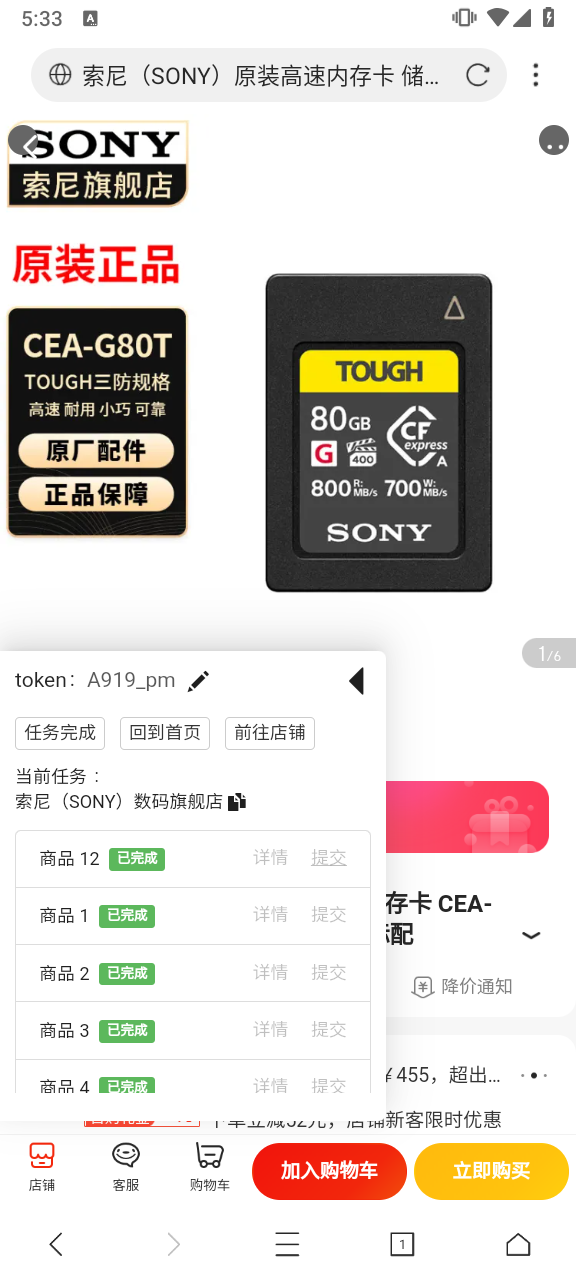 5:33
A
索尼（SONY）原装高速内存卡 储...
SONY
索尼旗舰店
原装正品
CEA-G80T
TOUGH三防规格
高速 耐用 小巧 可靠
原厂配件
正品保障
TOUGH
80GB
CF express A
G
400
800 R: MB/s 700 W: MB/s
SONY
1/6
token： A919_pm
任务完成
回到首页
前往店铺
当前任务：
索尼（SONY）数码旗舰店
商品 12 已完成 详情 提交
存卡 CEA-
商品 1 已完成 详情 提交
标配
商品 2 已完成 详情 提交
降价通知
商品 3 已完成 详情 提交
¥455，超出...
商品 4 已完成 详情 提交
下单立减32元，店铺新客限时优惠
店铺
客服
购物车
加入购物车
立即购买
1